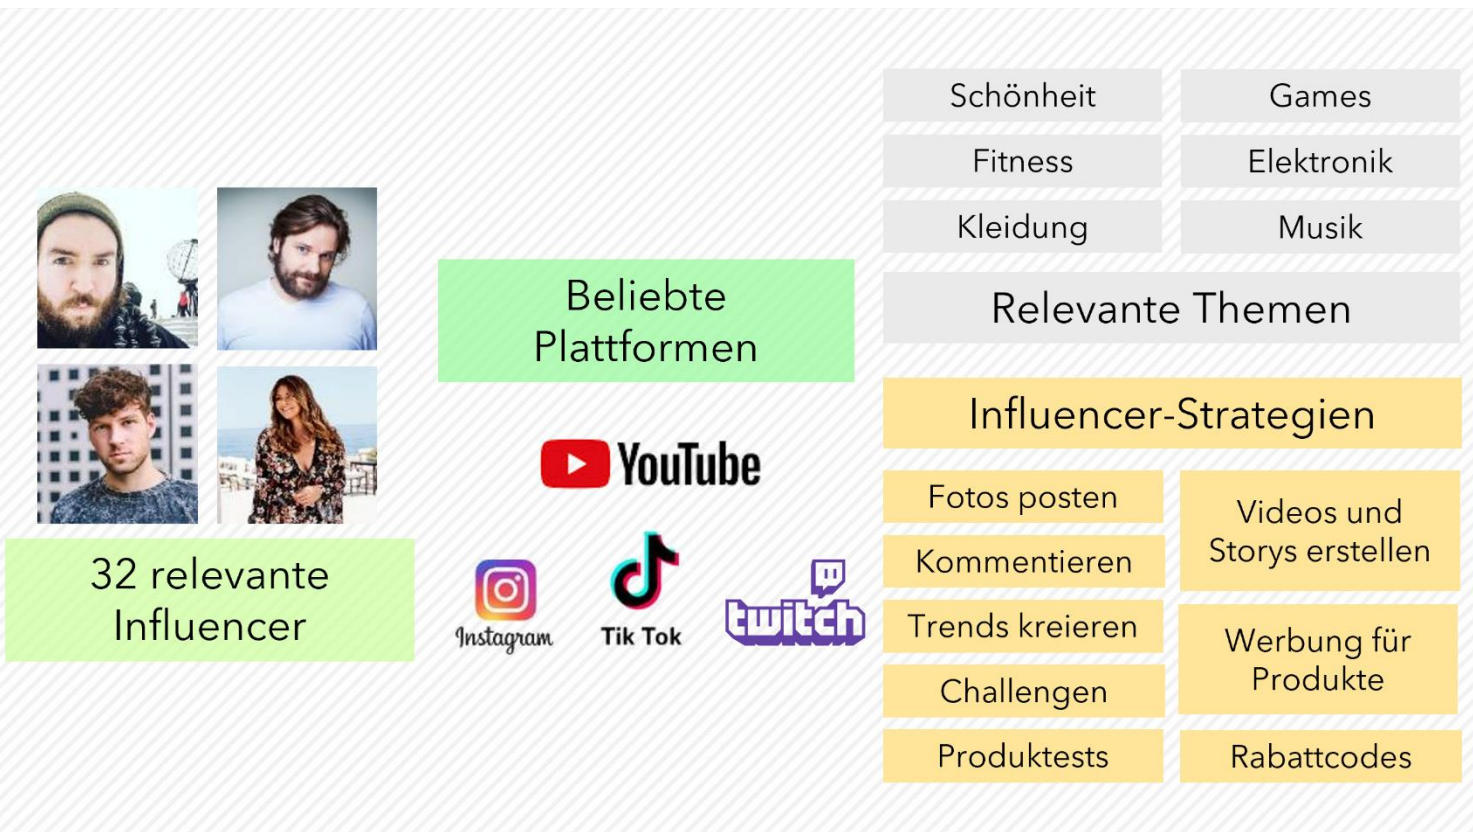 32 relevante
Influencer
Beliebte
Plattformen
YouTube
Instagram
Tik Tok
twitch
Schönheit
Games
Fitness
Elektronik
Kleidung
Musik
Relevante Themen
Influencer-Strategien
Fotos posten
Videos und
Storys erstellen
Kommentieren
Trends kreieren
Werbung für
Produkte
Challengen
Produktests
Rabattcodes